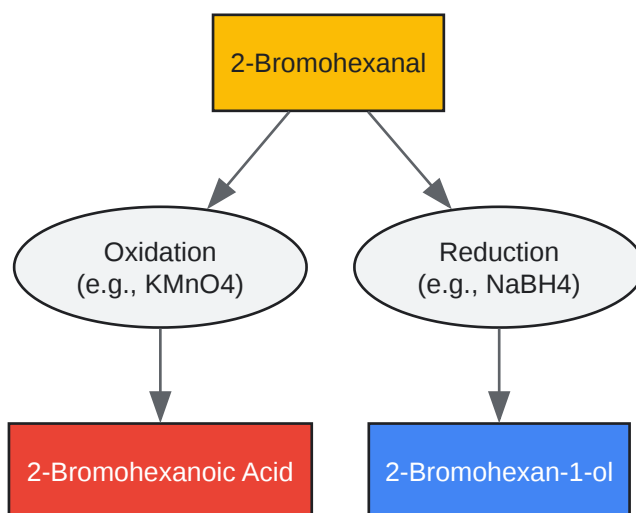 2-Bromohexanal
Oxidation
(e.g., KMnO4)
Reduction
(e.g., NaBH4)
2-Bromohexanoic Acid
2-Bromohexan-1-ol